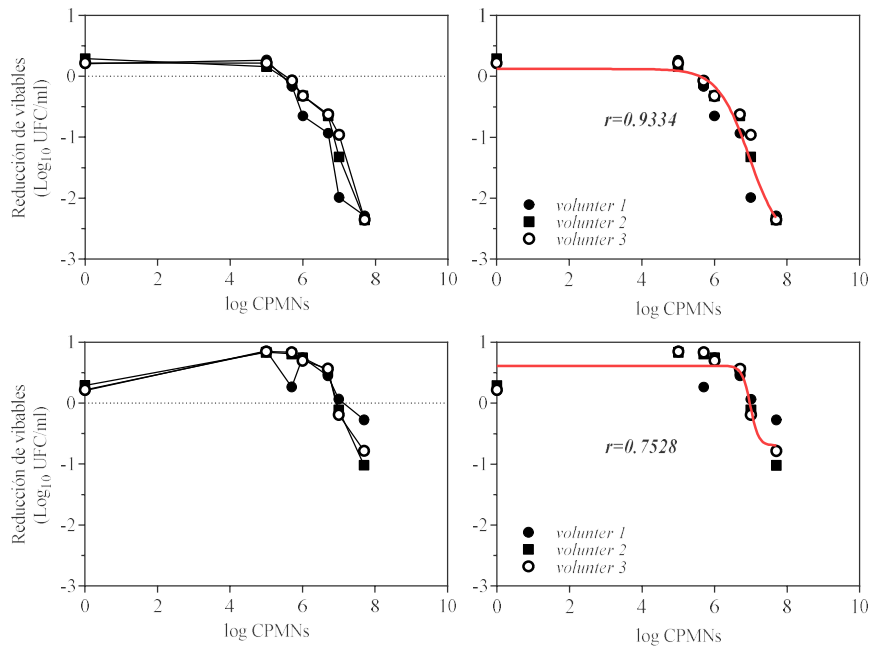 1
0
-1
-2
-3
Reducción de vibables
(Log10 UFC/ml)
0 2 4 6 8 10
log CPMNs
1
0
-1
-2
-3
r=0.9334
volunter 1
volunter 2
volunter 3
0 2 4 6 8 10
log CPMNs
1
0
-1
-2
-3
Reducción de vibables
(Log10 UFC/ml)
0 2 4 6 8 10
log CPMNs
1
0
-1
-2
-3
r=0.7528
volunter 1
volunter 2
volunter 3
0 2 4 6 8 10
log CPMNs